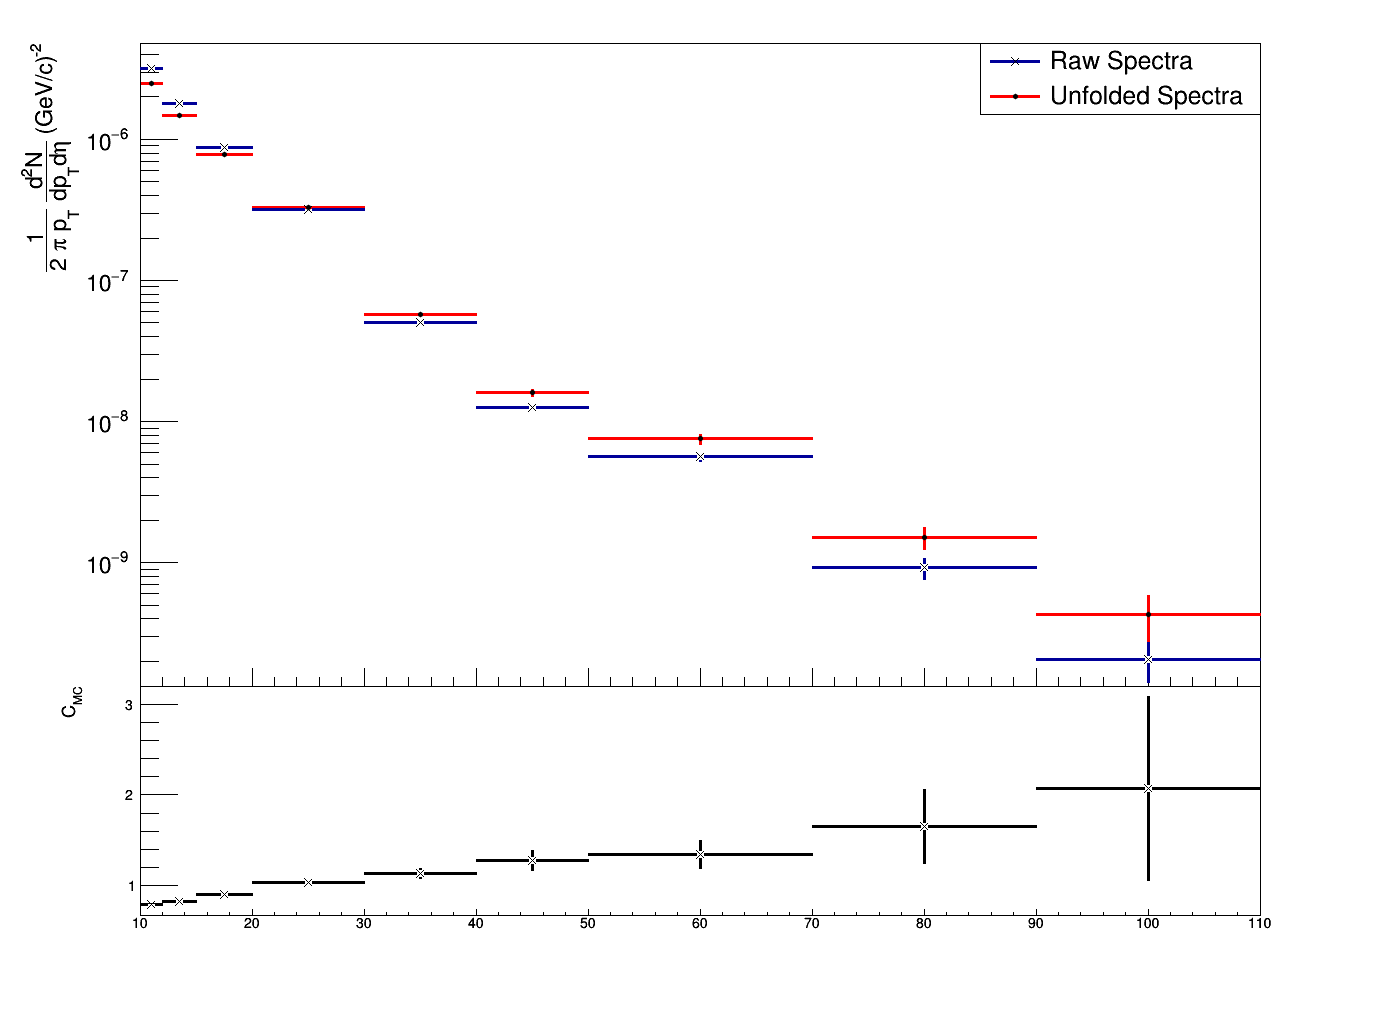 Raw Spectra
Unfolded Spectra
1/(2 π p_T) d²N/(dp_T dη) (GeV/c)⁻²
10⁻⁶
10⁻⁷
10⁻⁸
10⁻⁹
C_MC
3
2
1
10 20 30 40 50 60 70 80 90 100 110